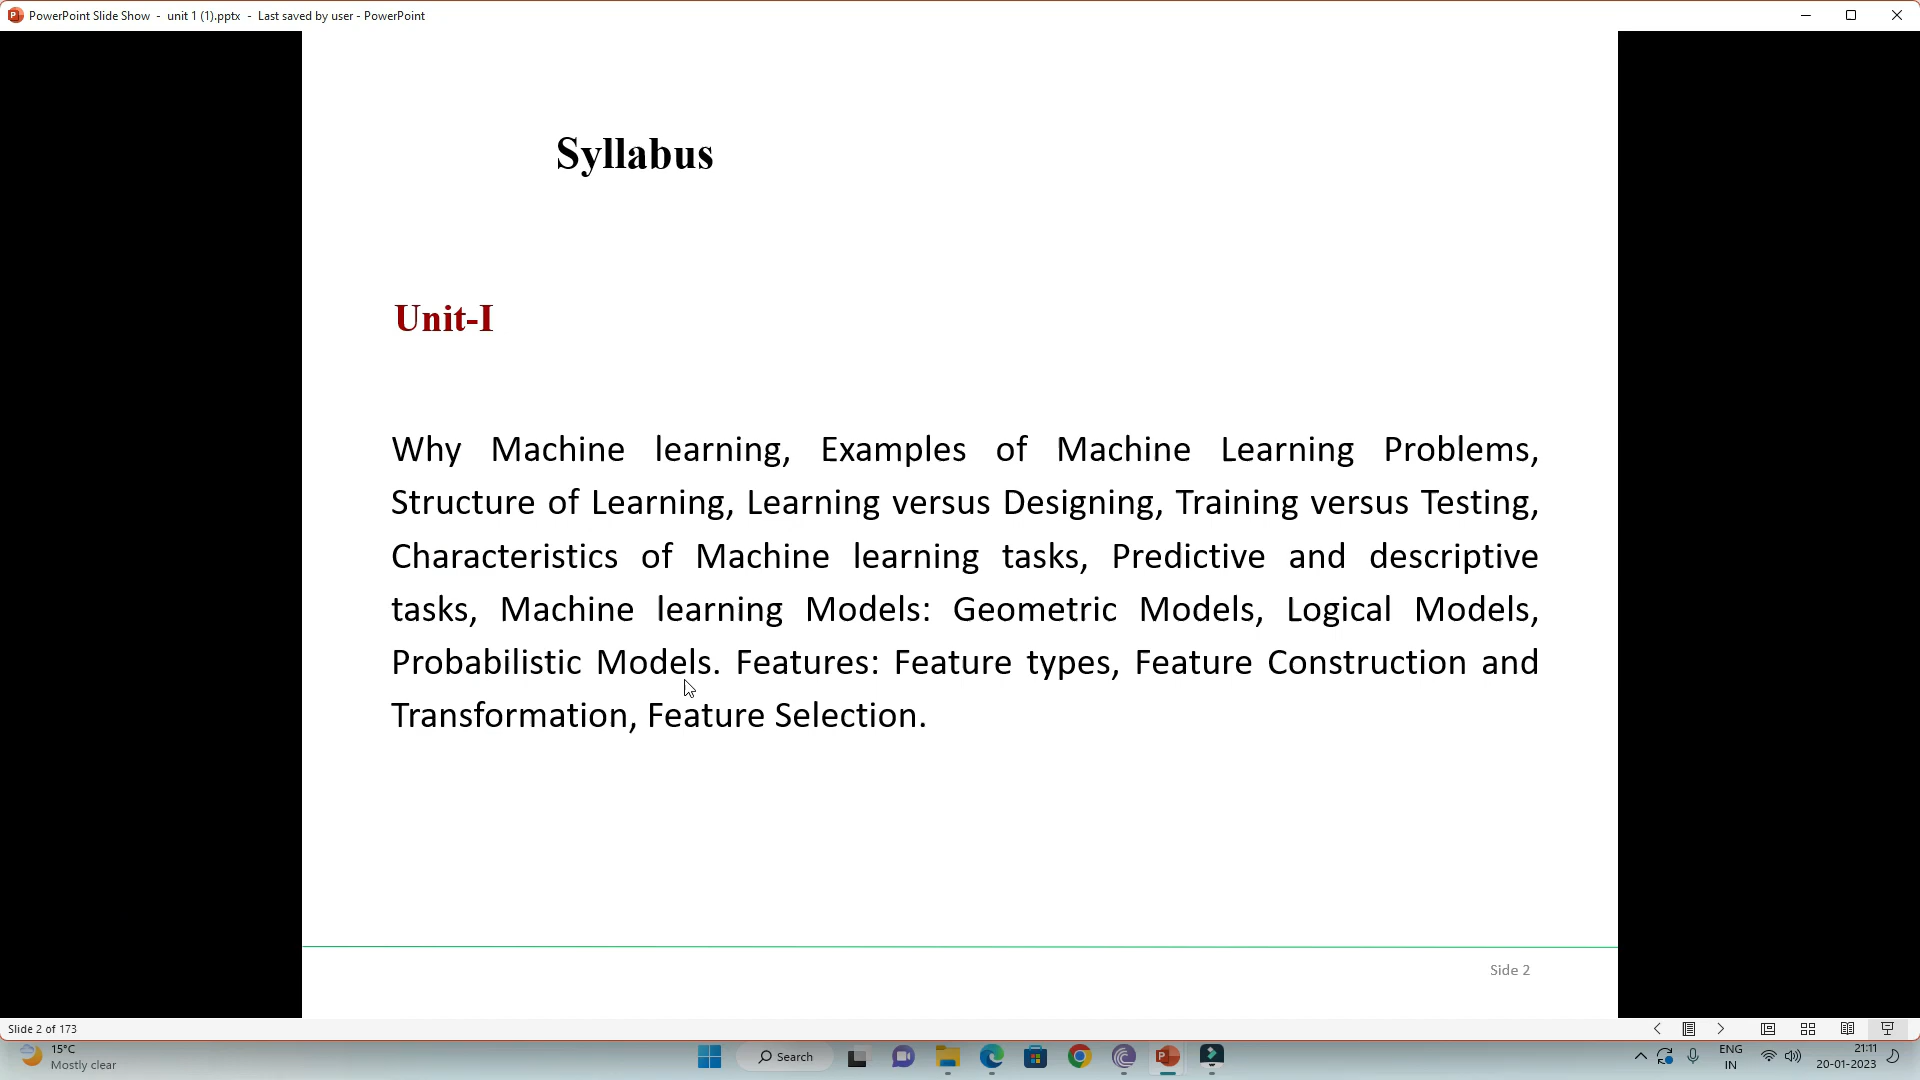 PowerPoint Slide Show - unit 1 (1).pptx - Last saved by user - PowerPoint
Syllabus
Unit-I
Why Machine learning, Examples of Machine Learning Problems,
Structure of Learning, Learning versus Designing, Training versus Testing,
Characteristics of Machine learning tasks, Predictive and descriptive
tasks, Machine learning Models: Geometric Models, Logical Models,
Probabilistic Models. Features: Feature types, Feature Construction and
Transformation, Feature Selection.
Side 2
Slide 2 of 173
15°C
Mostly clear
Search
ENG
IN
21:11
20-01-2023